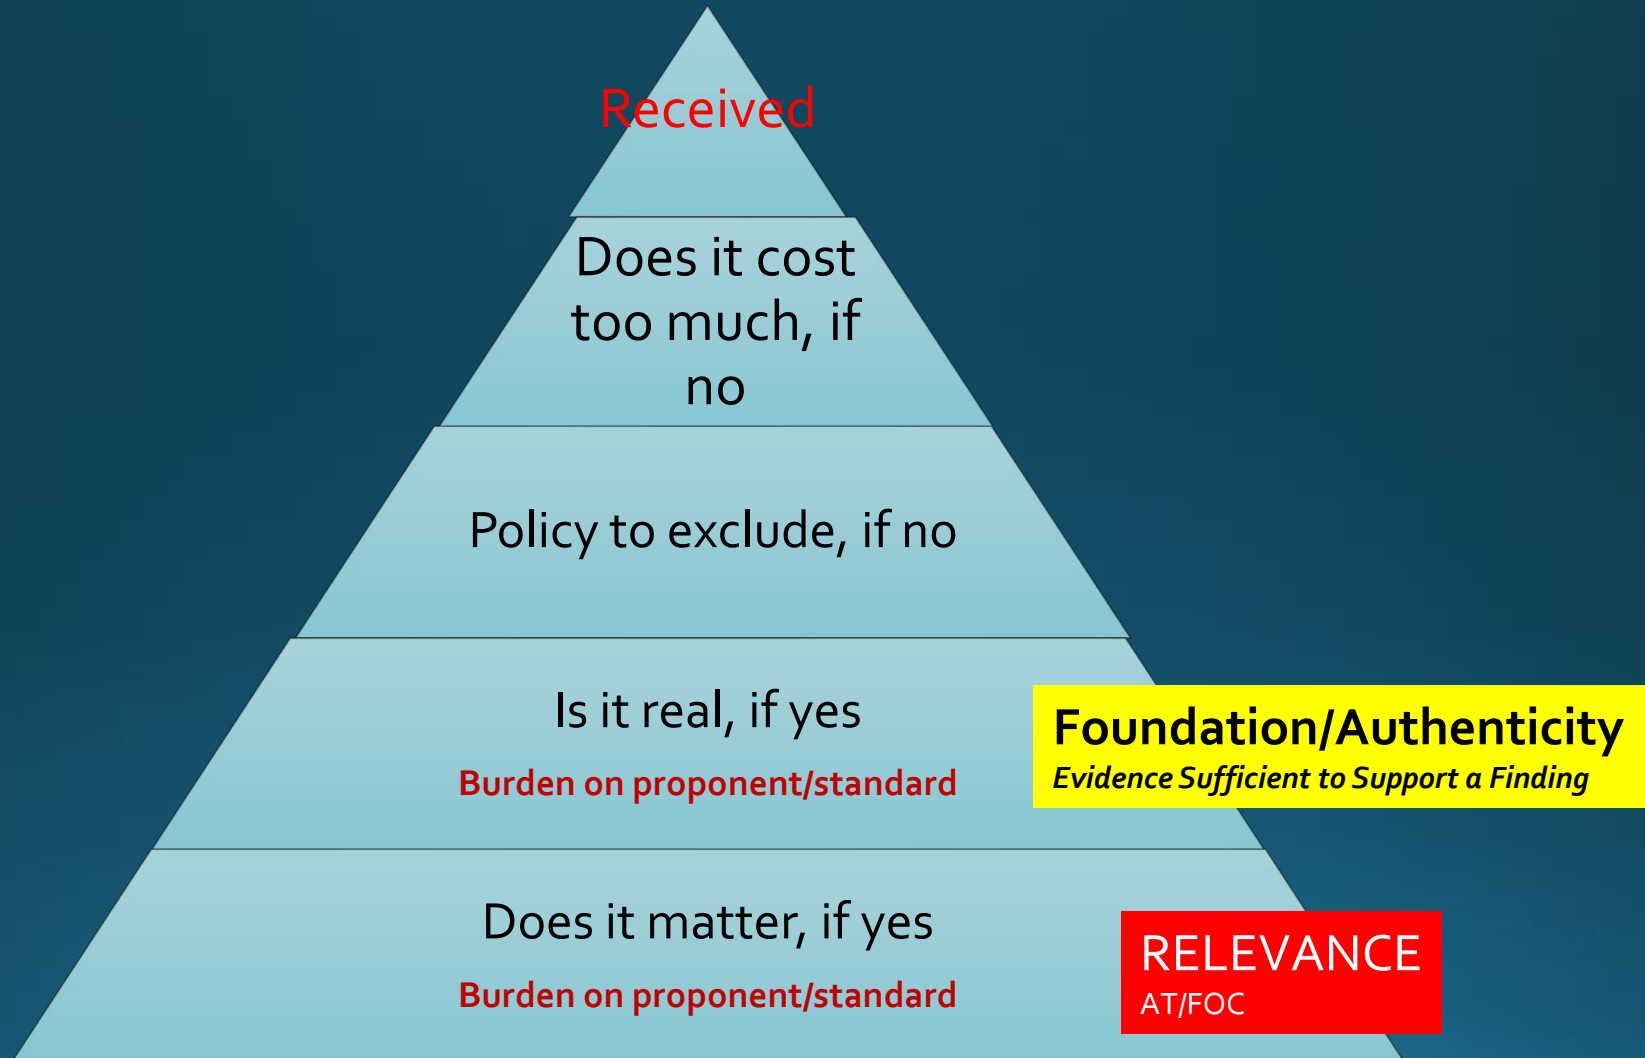 Received
Does it cost
too much, if
no
Policy to exclude, if no
Is it real, if yes
Burden on proponent/standard
Foundation/Authenticity
Evidence Sufficient to Support a Finding
Does it matter, if yes
Burden on proponent/standard
RELEVANCE
AT/FOC